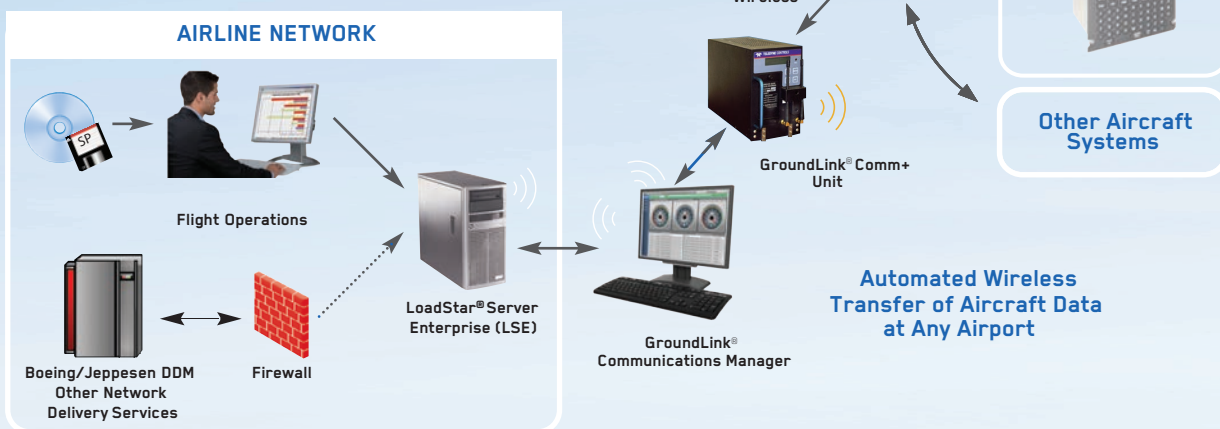 AIRLINE NETWORK
SP
Flight Operations
LoadStar® Server
Enterprise (LSE)
Boeing/Jeppesen DDM
Other Network
Delivery Services
Firewall
GroundLink® Comm+
Unit
GroundLink®
Communications Manager
Other Aircraft
Systems
Automated Wireless
Transfer of Aircraft Data
at Any Airport